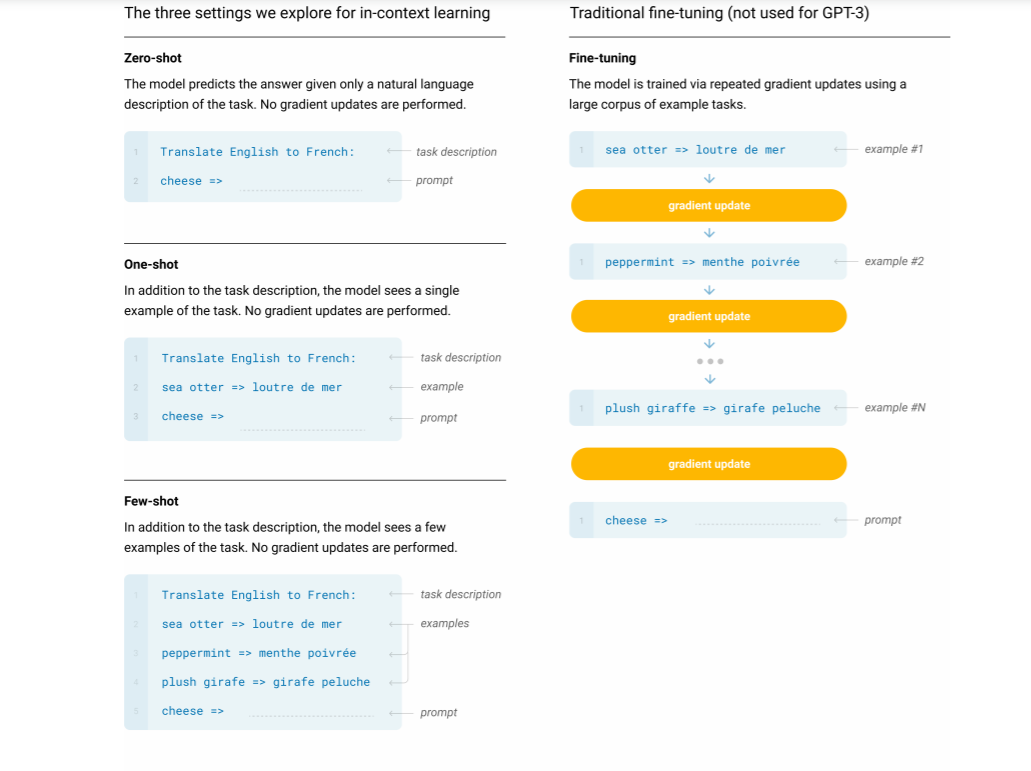 The three settings we explore for in-context learning
Zero-shot
The model predicts the answer given only a natural language
description of the task. No gradient updates are performed.
1 Translate English to French: task description
2 cheese => prompt
One-shot
In addition to the task description, the model sees a single
example of the task. No gradient updates are performed.
1 Translate English to French: task description
2 sea otter => loutre de mer example
3 cheese => prompt
Few-shot
In addition to the task description, the model sees a few
examples of the task. No gradient updates are performed.
1 Translate English to French: task description
2 sea otter => loutre de mer examples
3 peppermint => menthe poivrée
4 plush girafe => girafe peluche
5 cheese => prompt
Traditional fine-tuning (not used for GPT-3)
Fine-tuning
The model is trained via repeated gradient updates using a
large corpus of example tasks.
1 sea otter => loutre de mer example #1
gradient update
1 peppermint => menthe poivrée example #2
gradient update
1 plush giraffe => girafe peluche example #N
gradient update
1 cheese => prompt